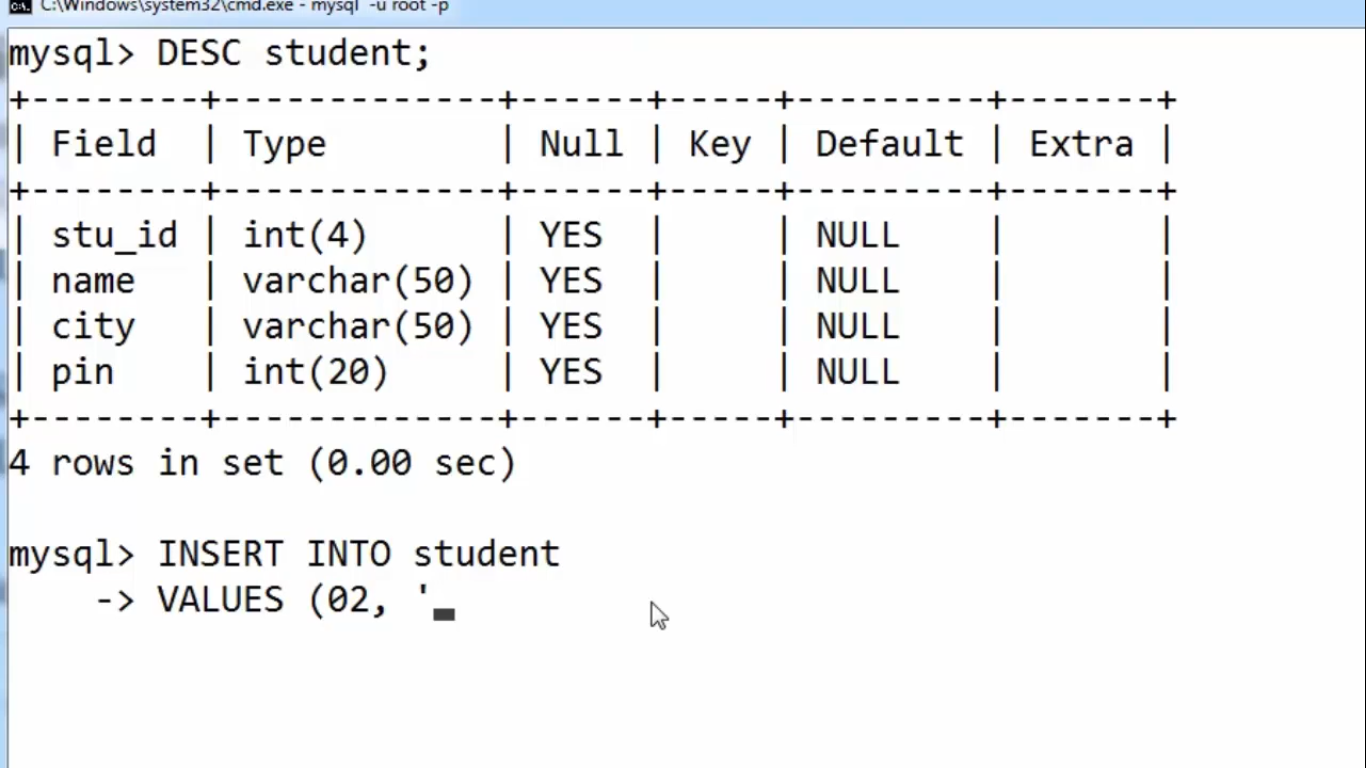 C:\Windows\system32\cmd.exe - mysql -u root -p
mysql> DESC student;
+--------+-------------+------+-----+---------+-------+
| Field  | Type        | Null | Key | Default | Extra |
+--------+-------------+------+-----+---------+-------+
| stu_id | int(4)      | YES  |     | NULL    |       |
| name   | varchar(50) | YES  |     | NULL    |       |
| city   | varchar(50) | YES  |     | NULL    |       |
| pin    | int(20)     | YES  |     | NULL    |       |
+--------+-------------+------+-----+---------+-------+
4 rows in set (0.00 sec)
mysql> INSERT INTO student
    -> VALUES (02, '